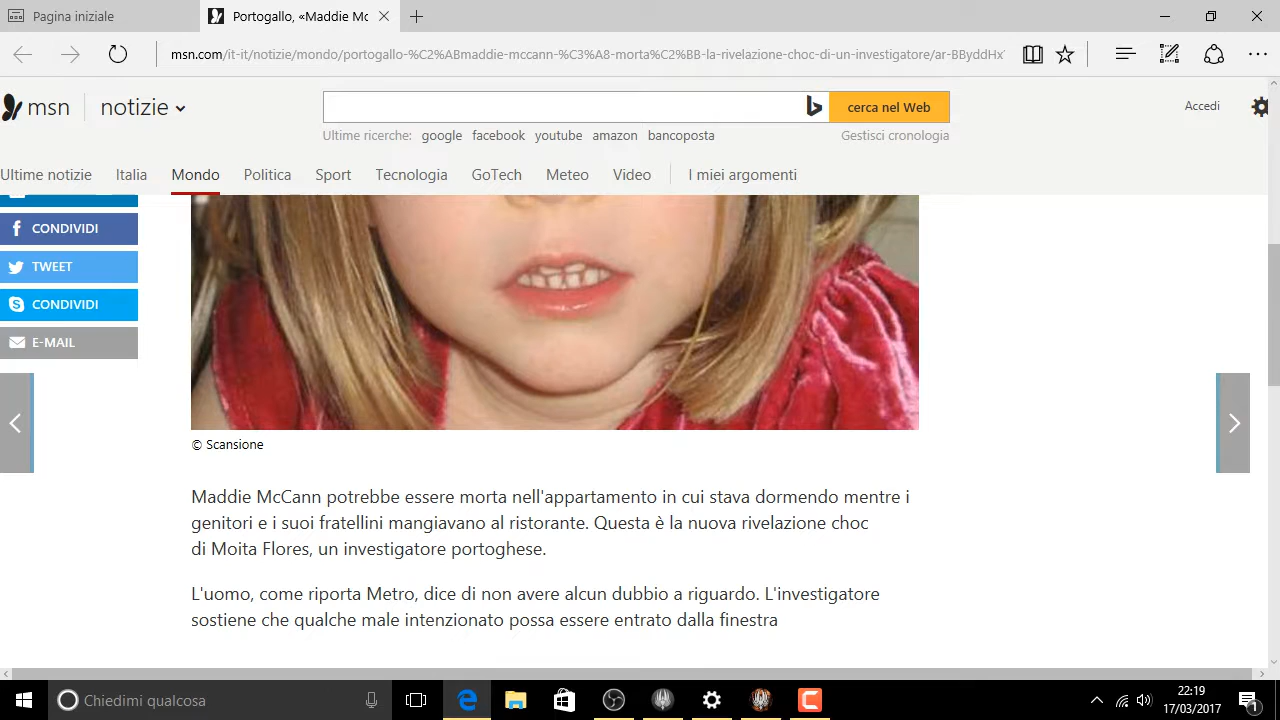 Pagina iniziale
Portogallo, «Maddie Mc
msn.com/it-it/notizie/mondo/portogallo-%C2%ABmaddie-mccann-%C3%A8-morta%C2%BB-la-rivelazione-choc-di-un-investigatore/ar-BByddHx
msn notizie
cerca nel Web
Accedi
Ultime ricerche: google facebook youtube amazon bancoposta Gestisci cronologia
Ultime notizie Italia Mondo Politica Sport Tecnologia GoTech Meteo Video I miei argomenti
CONDIVIDI
TWEET
CONDIVIDI
E-MAIL
© Scansione
Maddie McCann potrebbe essere morta nell'appartamento in cui stava dormendo mentre i
genitori e i suoi fratellini mangiavano al ristorante. Questa è la nuova rivelazione choc
di Moita Flores, un investigatore portoghese.
L'uomo, come riporta Metro, dice di non avere alcun dubbio a riguardo. L'investigatore
sostiene che qualche male intenzionato possa essere entrato dalla finestra
Chiedimi qualcosa
22:19
17/03/2017
1